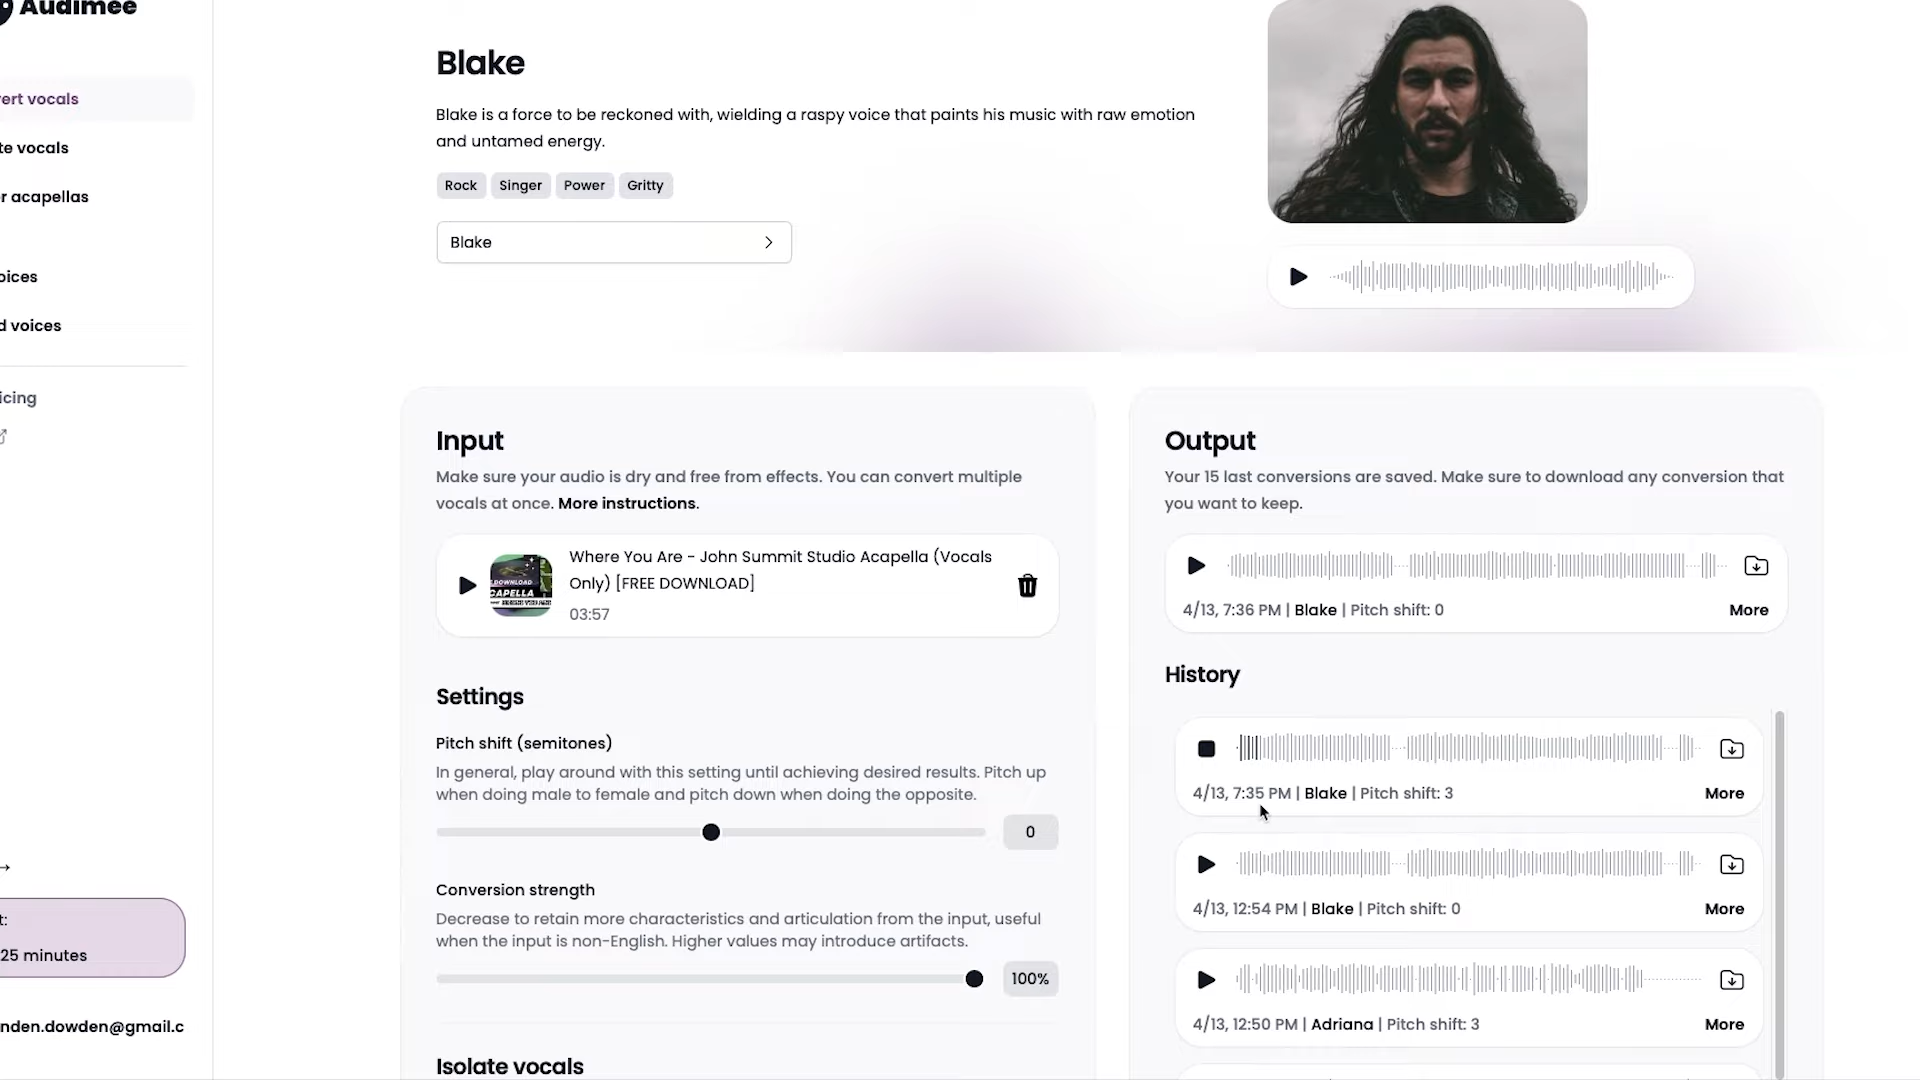 Audimee
ert vocals
te vocals
r acapellas
oices
d voices
icing
→
t:
25 minutes
nden.dowden@gmail.c
Blake
Blake is a force to be reckoned with, wielding a raspy voice that paints his music with raw emotion
and untamed energy.
Rock Singer Power Gritty
Blake
Input
Make sure your audio is dry and free from effects. You can convert multiple
vocals at once. More instructions.
Where You Are - John Summit Studio Acapella (Vocals
Only) [FREE DOWNLOAD]
03:57
Settings
Pitch shift (semitones)
In general, play around with this setting until achieving desired results. Pitch up
when doing male to female and pitch down when doing the opposite.
0
Conversion strength
Decrease to retain more characteristics and articulation from the input, useful
when the input is non-English. Higher values may introduce artifacts.
100%
Isolate vocals
Output
Your 15 last conversions are saved. Make sure to download any conversion that
you want to keep.
4/13, 7:36 PM | Blake | Pitch shift: 0 More
History
4/13, 7:35 PM | Blake | Pitch shift: 3 More
4/13, 12:54 PM | Blake | Pitch shift: 0 More
4/13, 12:50 PM | Adriana | Pitch shift: 3 More